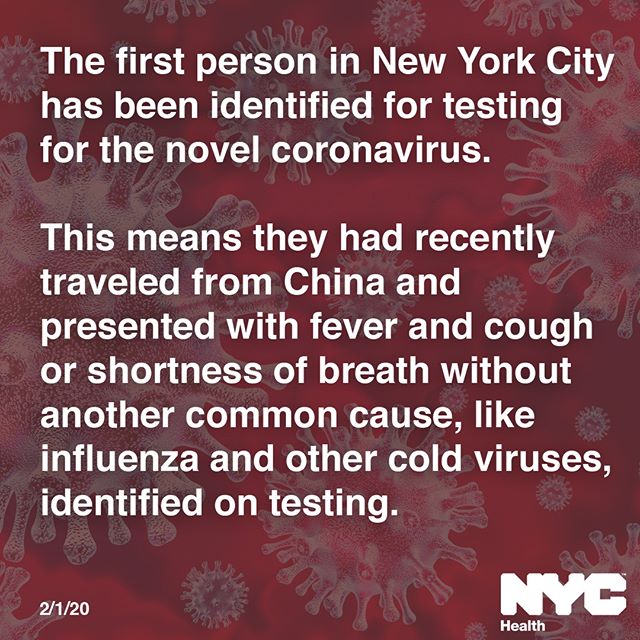 The first person in New York City
has been identified for testing
for the novel coronavirus.
This means they had recently
traveled from China and
presented with fever and cough
or shortness of breath without
another common cause, like
influenza and other cold viruses,
identified on testing.
2/1/20
NYC
Health